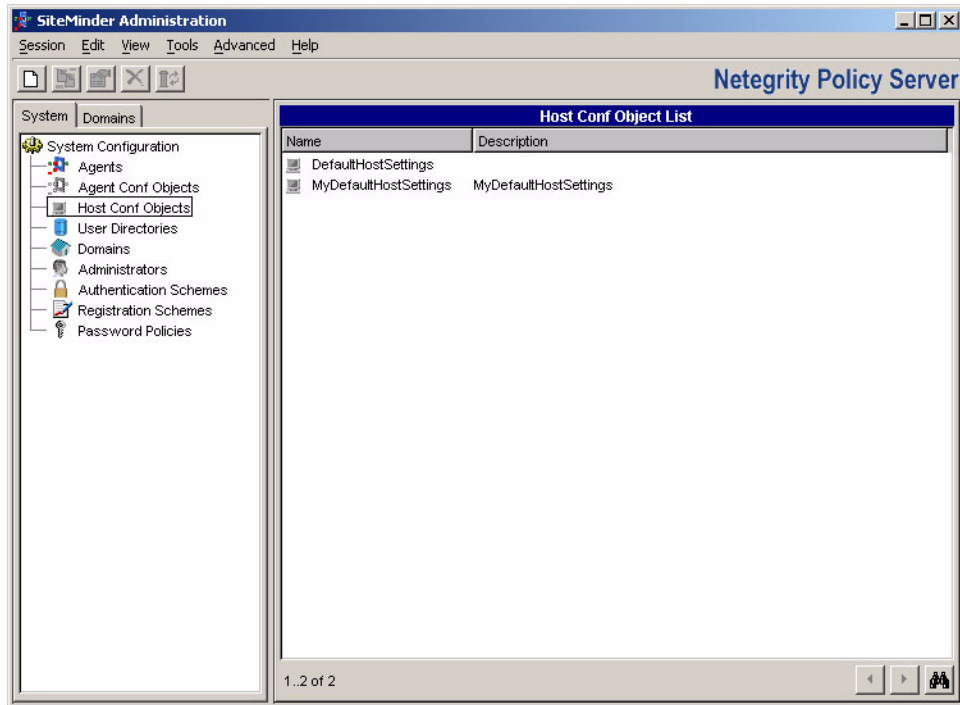 SiteMinder Administration
Session Edit View Tools Advanced Help
Netegrity Policy Server
System Domains
System Configuration
Agents
Agent Conf Objects
Host Conf Objects
User Directories
Domains
Administrators
Authentication Schemes
Registration Schemes
Password Policies
Host Conf Object List
Name Description
DefaultHostSettings
MyDefaultHostSettings MyDefaultHostSettings
1..2 of 2